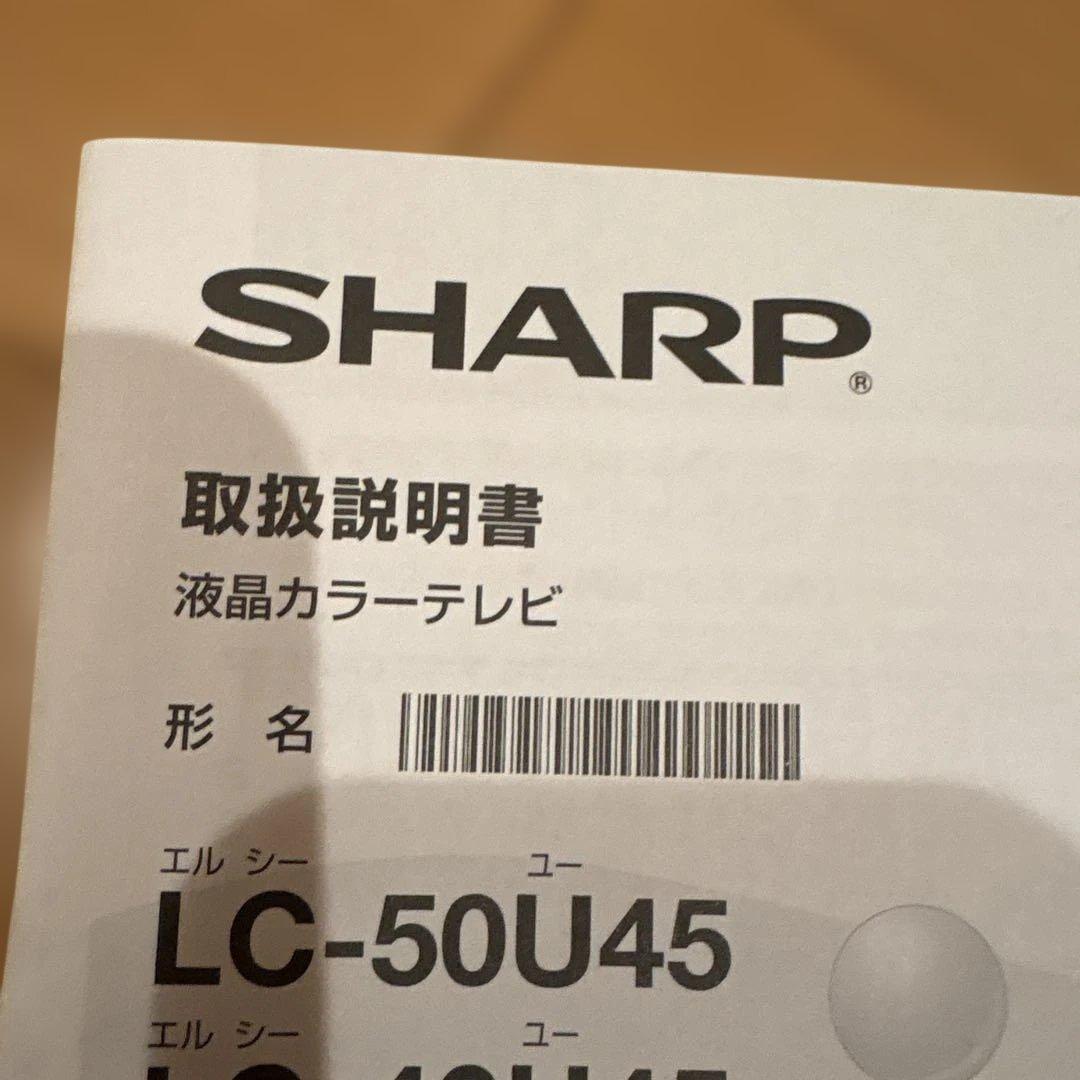 SHARP®
取扱説明書
液晶カラーテレビ
形 名
エル シー ユー
LC-50U45
エル シー ユー